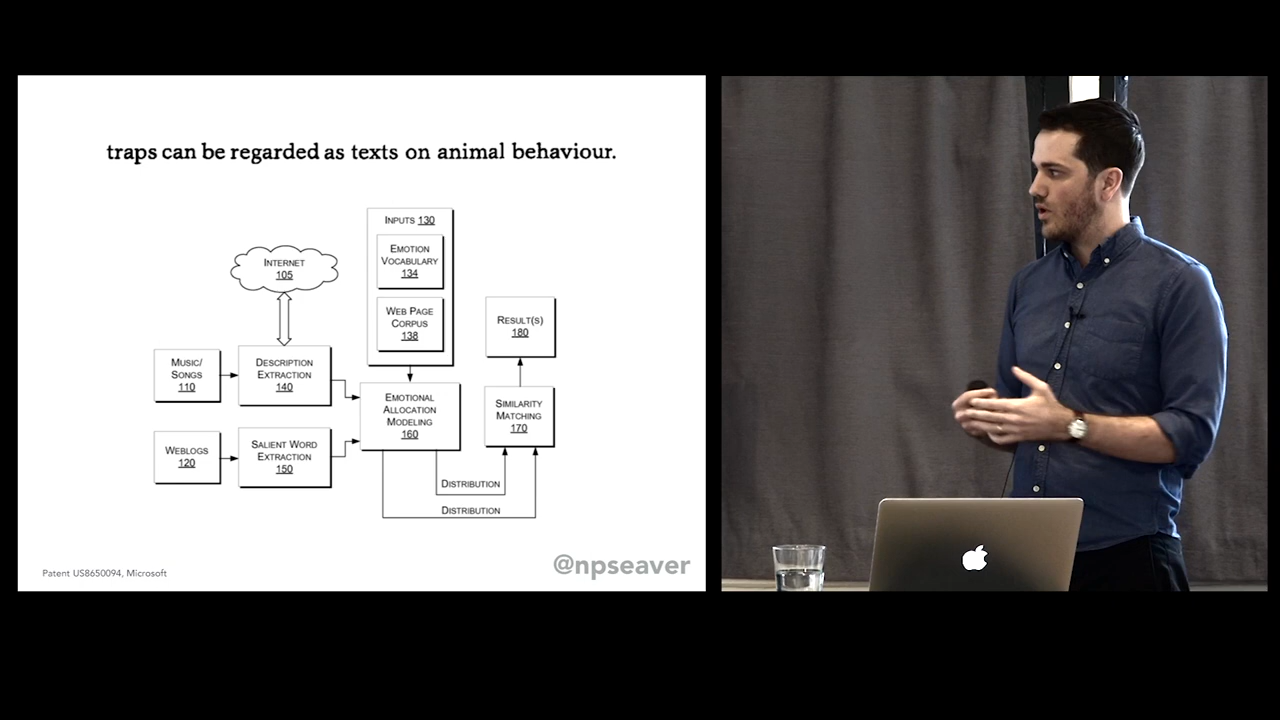 traps can be regarded as texts on animal behaviour.
INPUTS 130
EMOTION
VOCABULARY
134
WEB PAGE
CORPUS
138
INTERNET
105
RESULT(S)
180
MUSIC/
SONGS
110
DESCRIPTION
EXTRACTION
140
EMOTIONAL
ALLOCATION
MODELING
160
SIMILARITY
MATCHING
170
WEBLOGS
120
SALIENT WORD
EXTRACTION
150
DISTRIBUTION
DISTRIBUTION
@npseaver
Patent US8650094, Microsoft